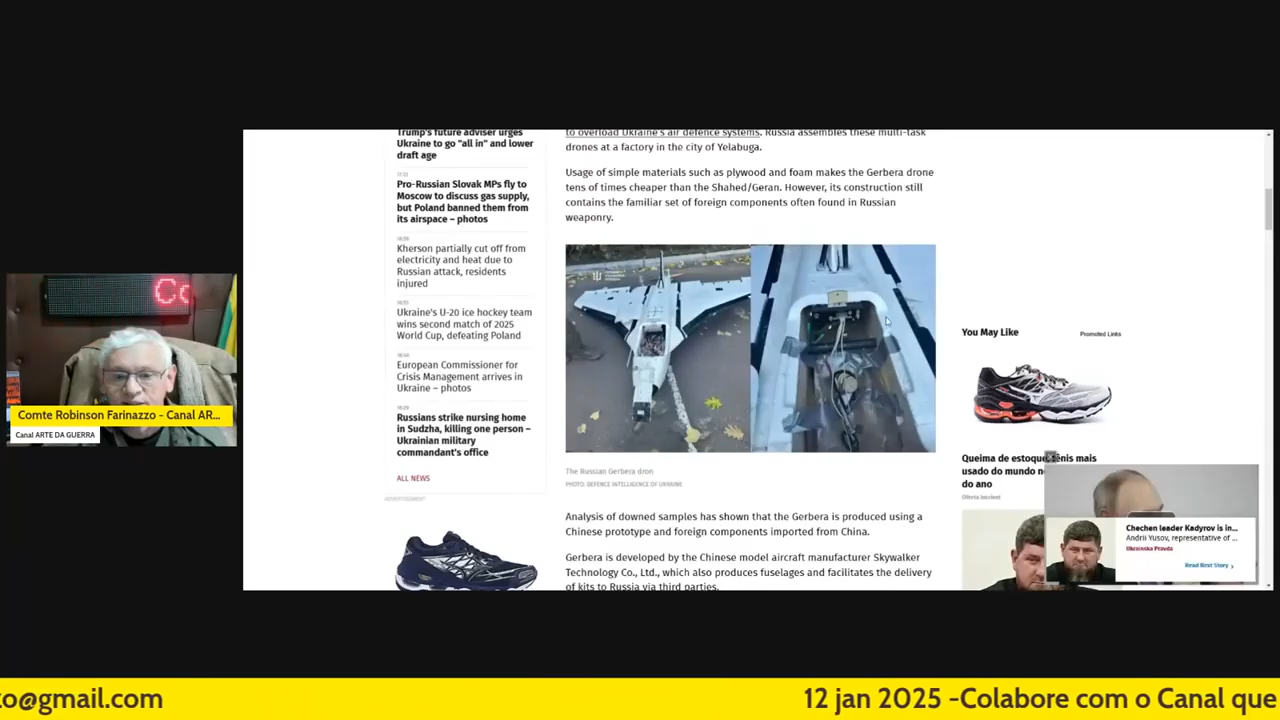 Co
Comte Robinson Farinazzo - Canal AR...
Canal ARTE DA GUERRA
Trump's future adviser urges
Ukraine to go "all in" and lower
draft age
Pro-Russian Slovak MPs fly to
Moscow to discuss gas supply,
but Poland banned them from
its airspace – photos
Kherson partially cut off from
electricity and heat due to
Russian attack, residents
injured
Ukraine's U-20 ice hockey team
wins second match of 2025
World Cup, defeating Poland
European Commissioner for
Crisis Management arrives in
Ukraine – photos
Russians strike nursing home
in Sudzha, killing one person –
Ukrainian military
commandant's office
ALL NEWS
ADVERTISEMENT
to overload Ukraine's air defence systems. Russia assembles these multi-task
drones at a factory in the city of Yelabuga.
Usage of simple materials such as plywood and foam makes the Gerbera drone
tens of times cheaper than the Shahed/Geran. However, its construction still
contains the familiar set of foreign components often found in Russian
weaponry.
The Russian Gerbera dron
PHOTO: DEFENCE INTELLIGENCE OF UKRAINE
Analysis of downed samples has shown that the Gerbera is produced using a
Chinese prototype and foreign components imported from China.
Gerbera is developed by the Chinese model aircraft manufacturer Skywalker
Technology Co., Ltd., which also produces fuselages and facilitates the delivery
of kits to Russia via third parties.
You May Like
Promoted Links
Queima de estoque: tênis mais
usado do mundo n
do ano
Chechen leader Kadyrov is in...
Andrii Yusov, representative of ...
Ukrainska Pravda
Read Next Story
zo@gmail.com
12 jan 2025 -Colabore com o Canal que